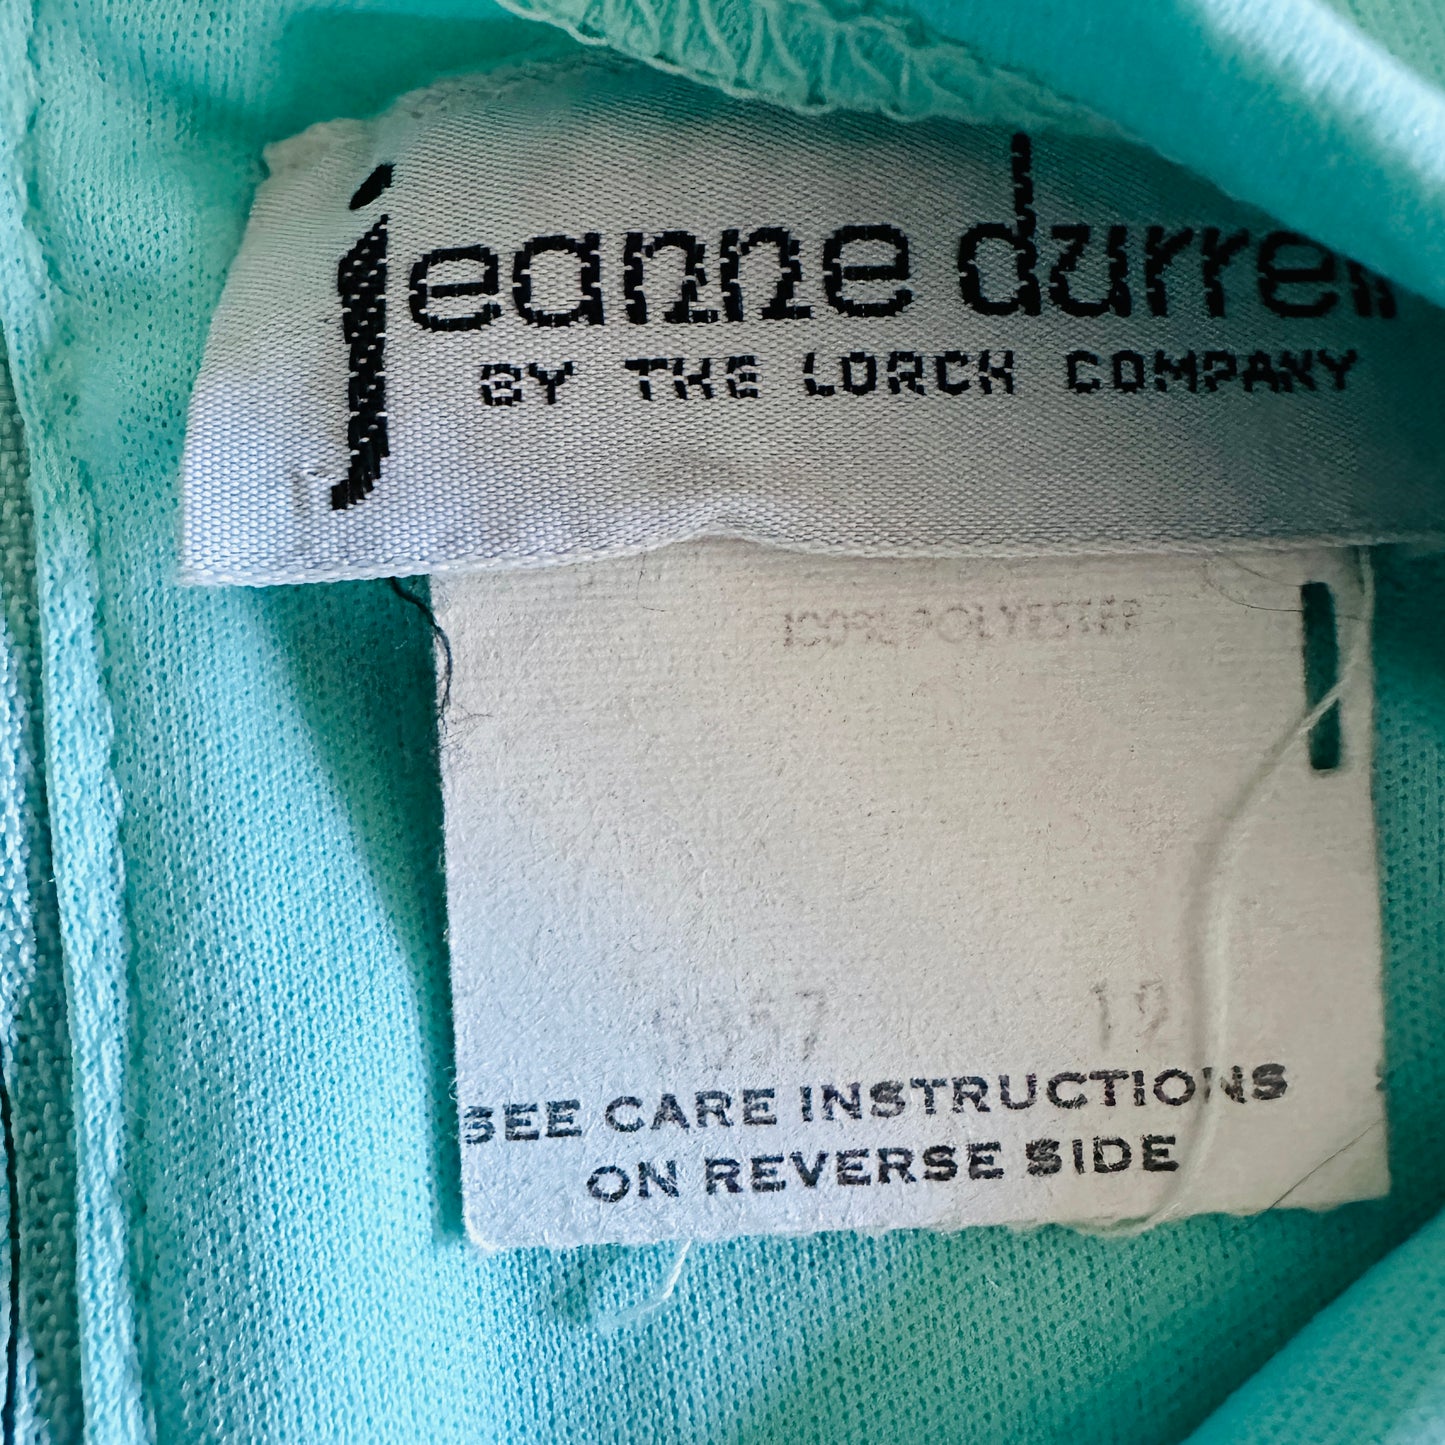 jeanne durrell
BY THE LORCH COMPANY
100% POLYESTER
12
SEE CARE INSTRUCTIONS
ON REVERSE SIDE